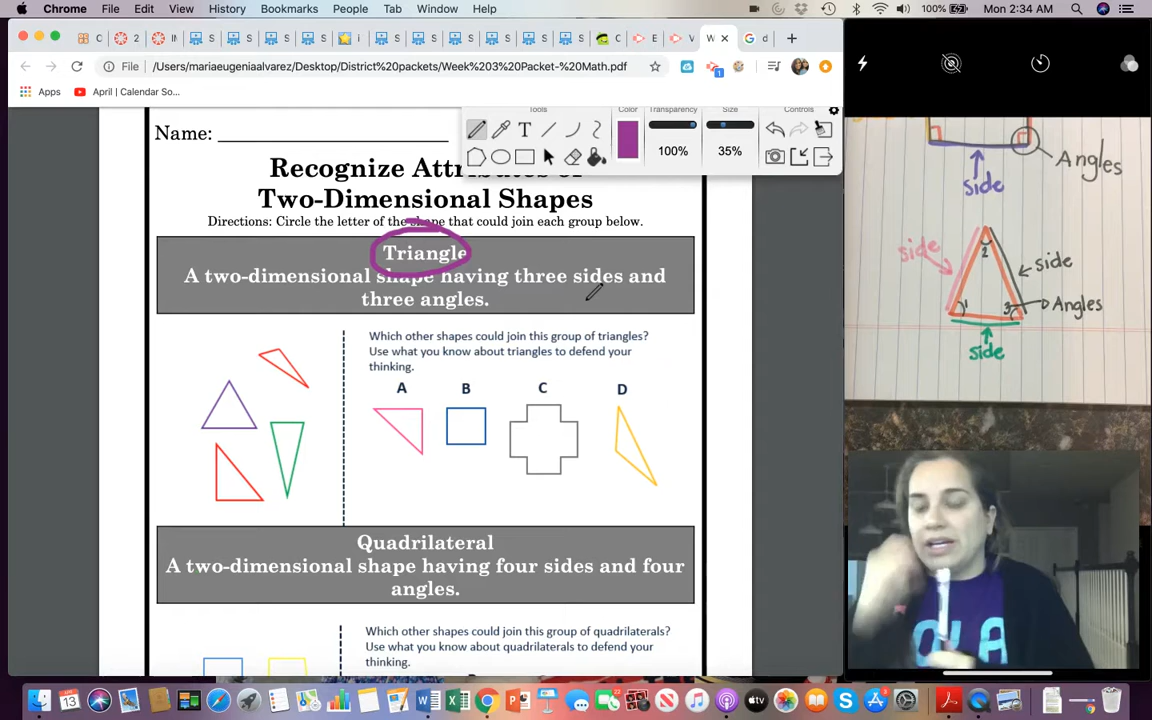 Chrome File Edit View History Bookmarks People Tab Window Help 100% Mon 2:34 AM
File /Users/mariaeugeniaalvarez/Desktop/District%20packets/Week%203%20Packet-%20Math.pdf
Apps April | Calendar So...
Tools Color Transparency Size Controls
100% 35%
Name:
Recognize Attributes of
Two-Dimensional Shapes
Directions: Circle the letter of the shape that could join each group below.
Triangle
A two-dimensional shape having three sides and
three angles.
Which other shapes could join this group of triangles?
Use what you know about triangles to defend your
thinking.
A B C D
Quadrilateral
A two-dimensional shape having four sides and four
angles.
Which other shapes could join this group of quadrilaterals?
Use what you know about quadrilaterals to defend your
thinking.
Angles
side
side
side
2
1
3
Angles
side